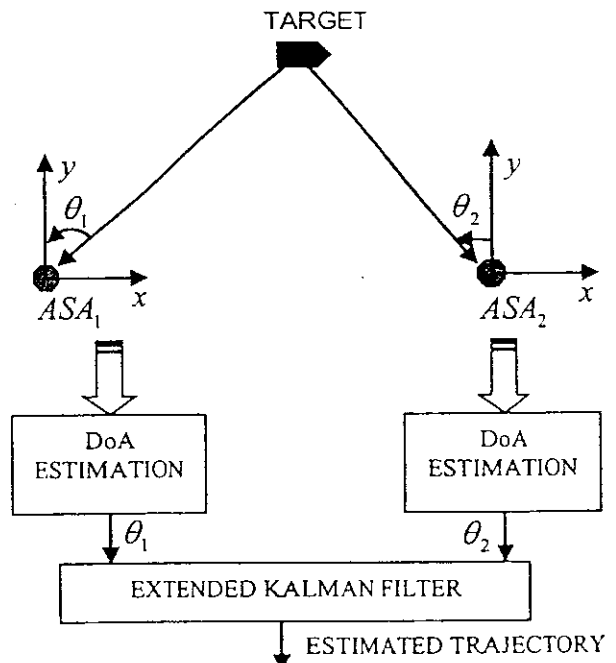 TARGET
y
θ₁
x
ASA₁
y
θ₂
x
ASA₂
DoA
ESTIMATION
DoA
ESTIMATION
θ₁
θ₂
EXTENDED KALMAN FILTER
ESTIMATED TRAJECTORY